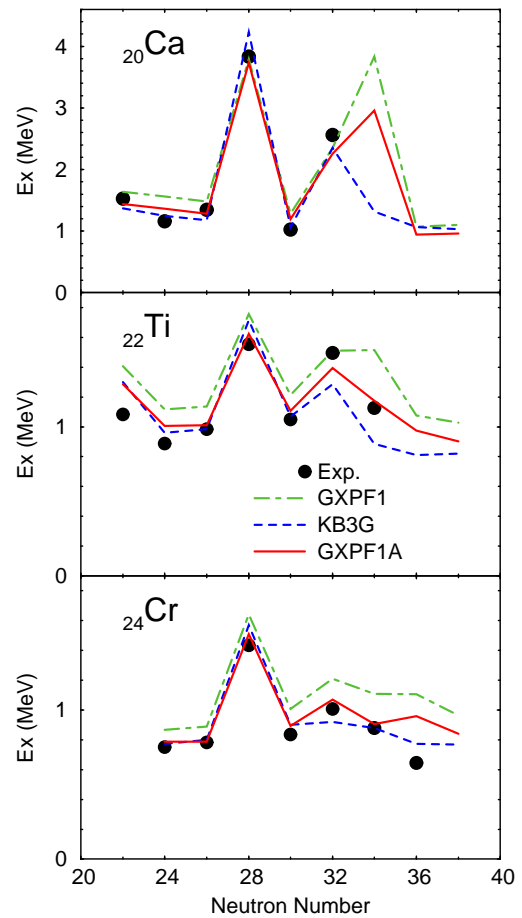 20Ca
4
3
2
1
0
Ex (MeV)
22Ti
1
0
Ex (MeV)
Exp.
GXPF1
KB3G
GXPF1A
24Cr
1
0
Ex (MeV)
20 24 28 32 36 40
Neutron Number